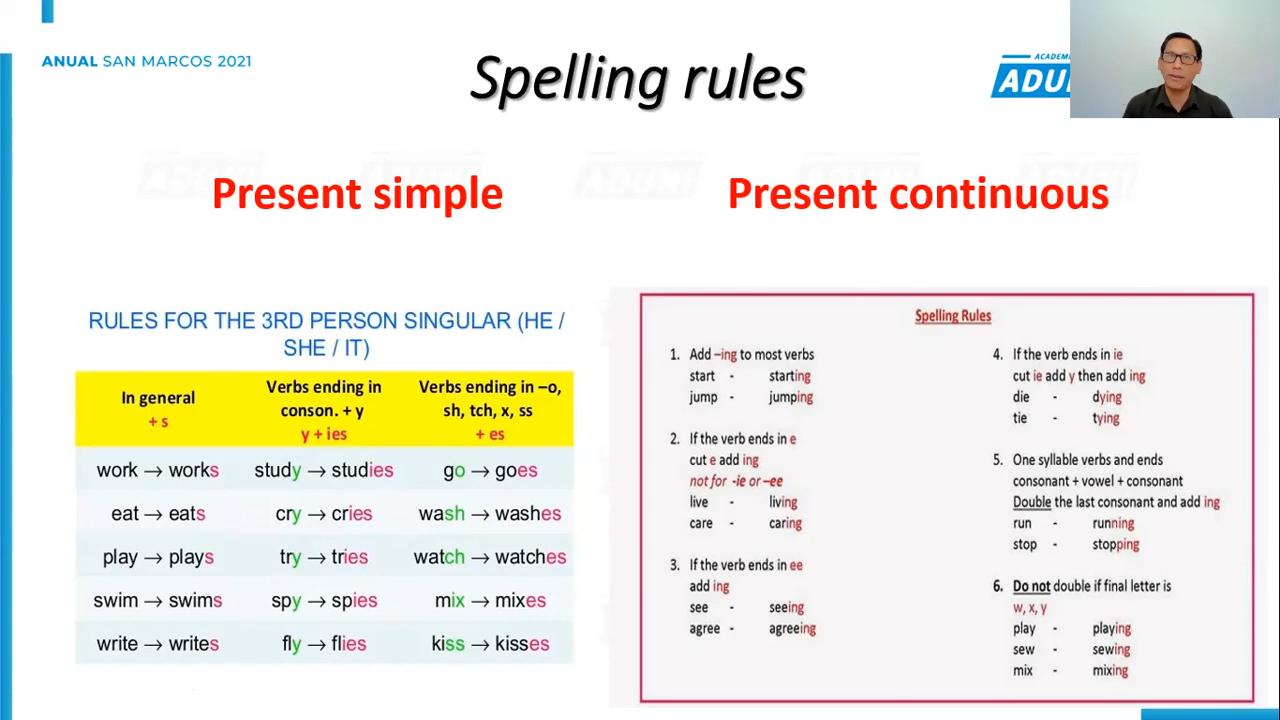 ANUAL SAN MARCOS 2021
Spelling rules
ADUNI
Present simple
Present continuous
RULES FOR THE 3RD PERSON SINGULAR (HE /
SHE / IT)
In general
+ s
Verbs ending in
conson. + y
y + ies
Verbs ending in –o,
sh, tch, x, ss
+ es
work → works
study → studies
go → goes
eat → eats
cry → cries
wash → washes
play → plays
try → tries
watch → watches
swim → swims
spy → spies
mix → mixes
write → writes
fly → flies
kiss → kisses
Spelling Rules
1. Add –ing to most verbs
start - starting
jump - jumping
2. If the verb ends in e
cut e add ing
not for -ie or –ee
live - living
care - caring
3. If the verb ends in ee
add ing
see - seeing
agree - agreeing
4. If the verb ends in ie
cut ie add y then add ing
die - dying
tie - tying
5. One syllable verbs and ends
consonant + vowel + consonant
Double the last consonant and add ing
run - running
stop - stopping
6. Do not double if final letter is
w, x, y
play - playing
sew - sewing
mix - mixing